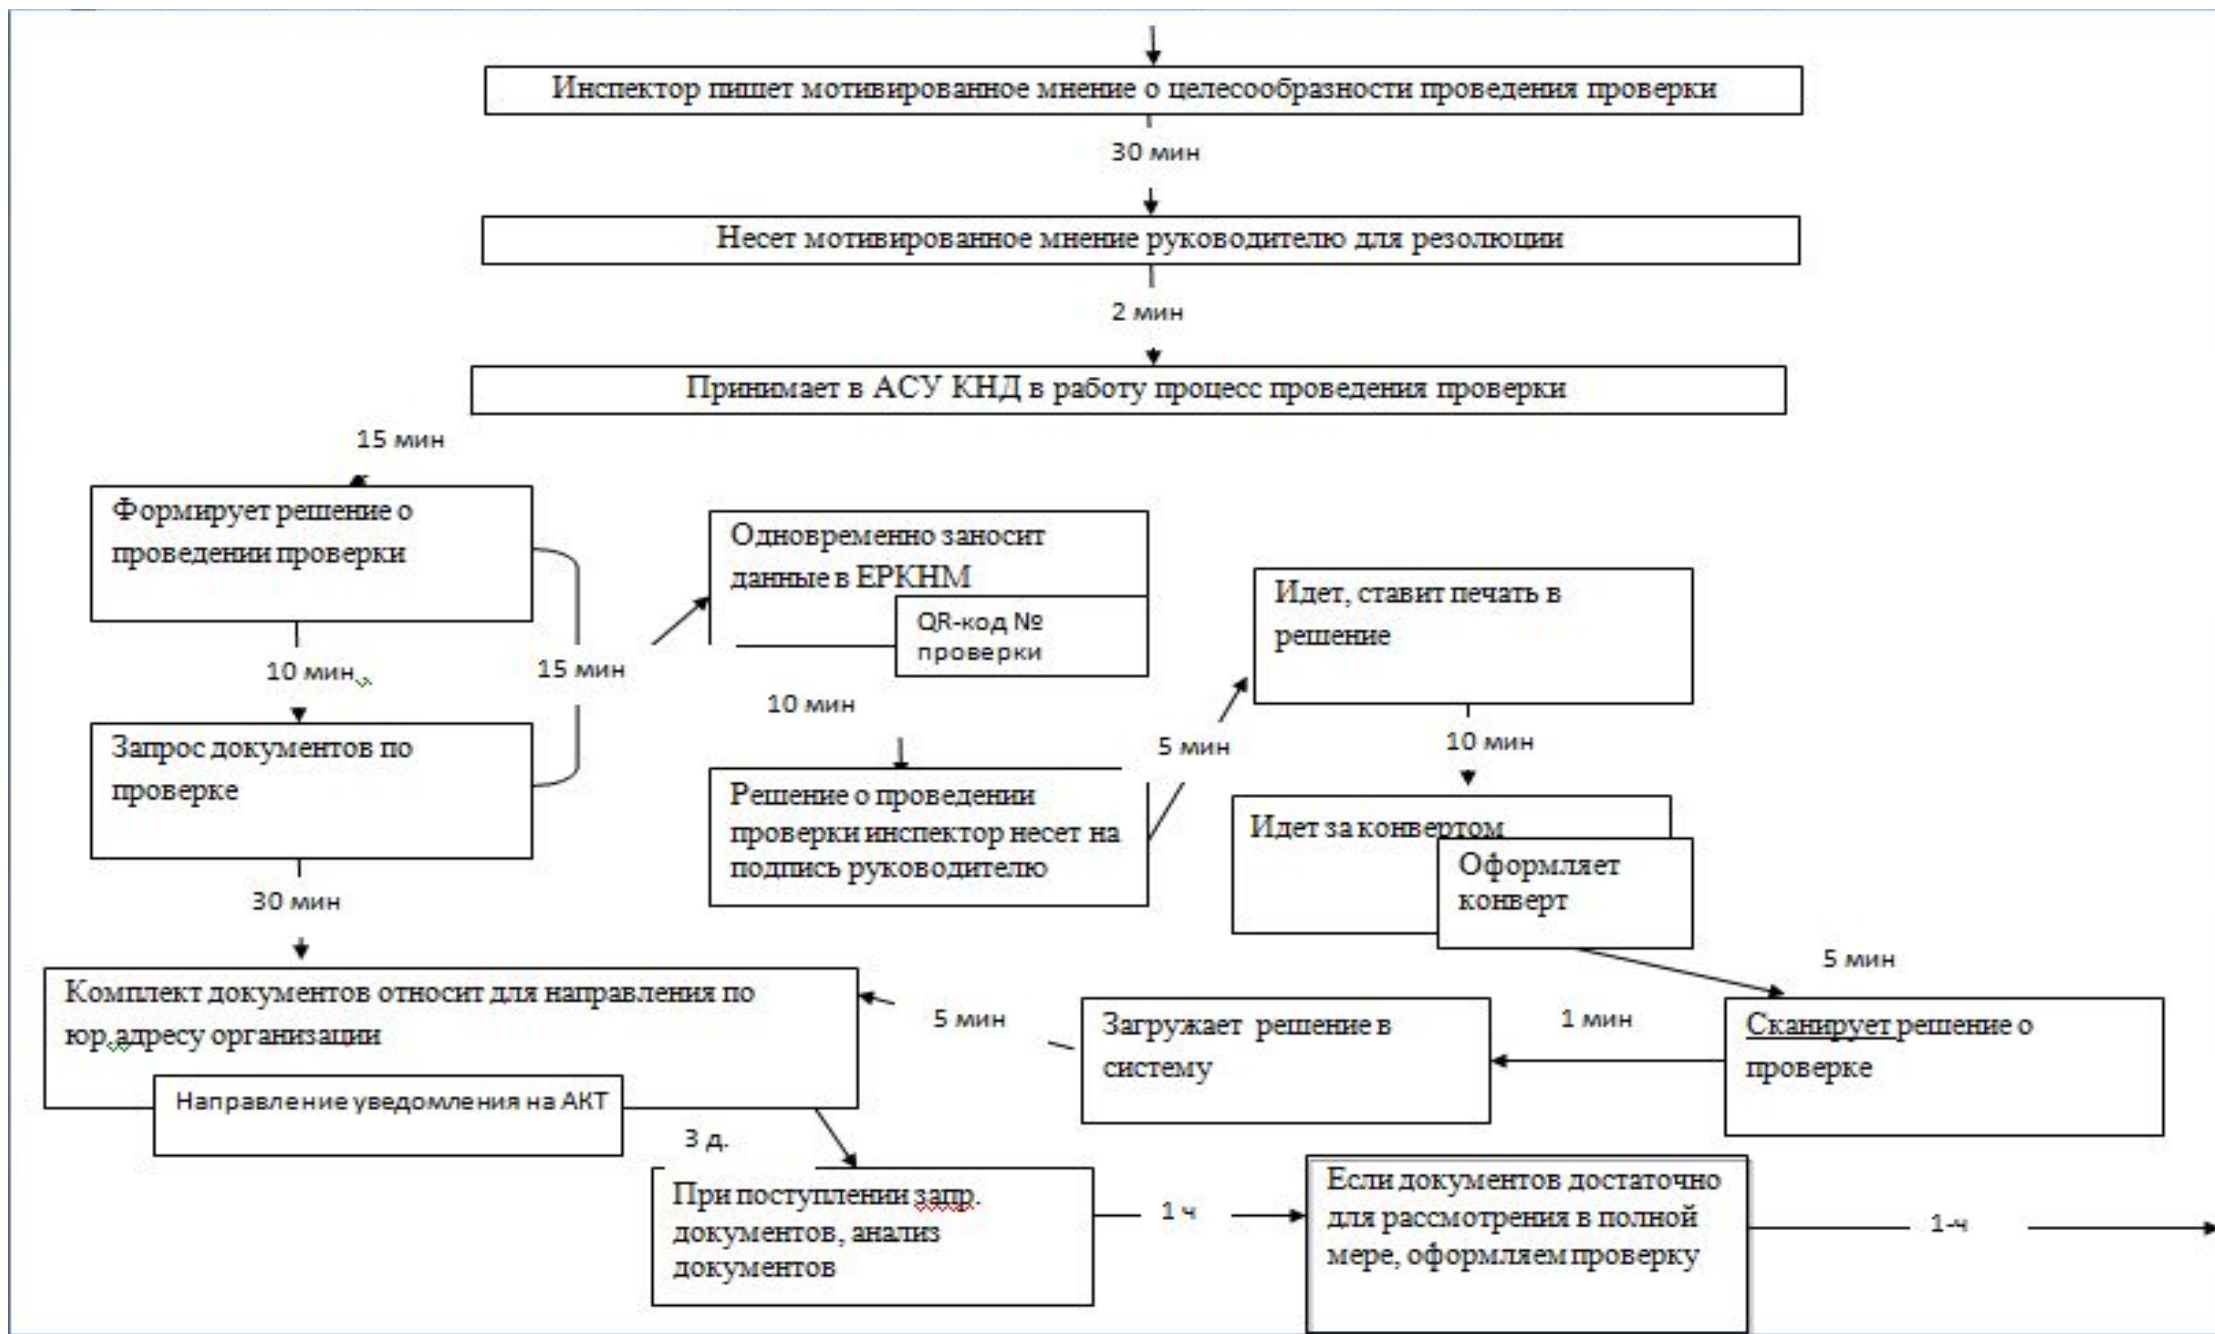 Инспектор пишет мотивированное мнение о целесообразности проведения проверки
30 мин
Несет мотивированное мнение руководителю для резолюции
2 мин
Принимает в АСУ КНД в работу процесс проведения проверки
15 мин
Формирует решение о
проведении проверки
10 мин
15 мин
Запрос документов по
проверке
30 мин
Одновременно заносит
данные в ЕРКНМ
QR-код №
проверки
10 мин
Решение о проведении
проверки инспектор несет на
подпись руководителю
5 мин
Идет, ставит печать в
решение
10 мин
Идет за конвертом
Оформляет
конверт
5 мин
Сканирует решение о
проверке
1 мин
Загружает решение в
систему
5 мин
Комплект документов относит для направления по
юр.адресу организации
Направление уведомления на АКТ
3 д.
При поступлении запр.
документов, анализ
документов
1 ч
Если документов достаточно
для рассмотрения в полной
мере, оформляем проверку
1-ч